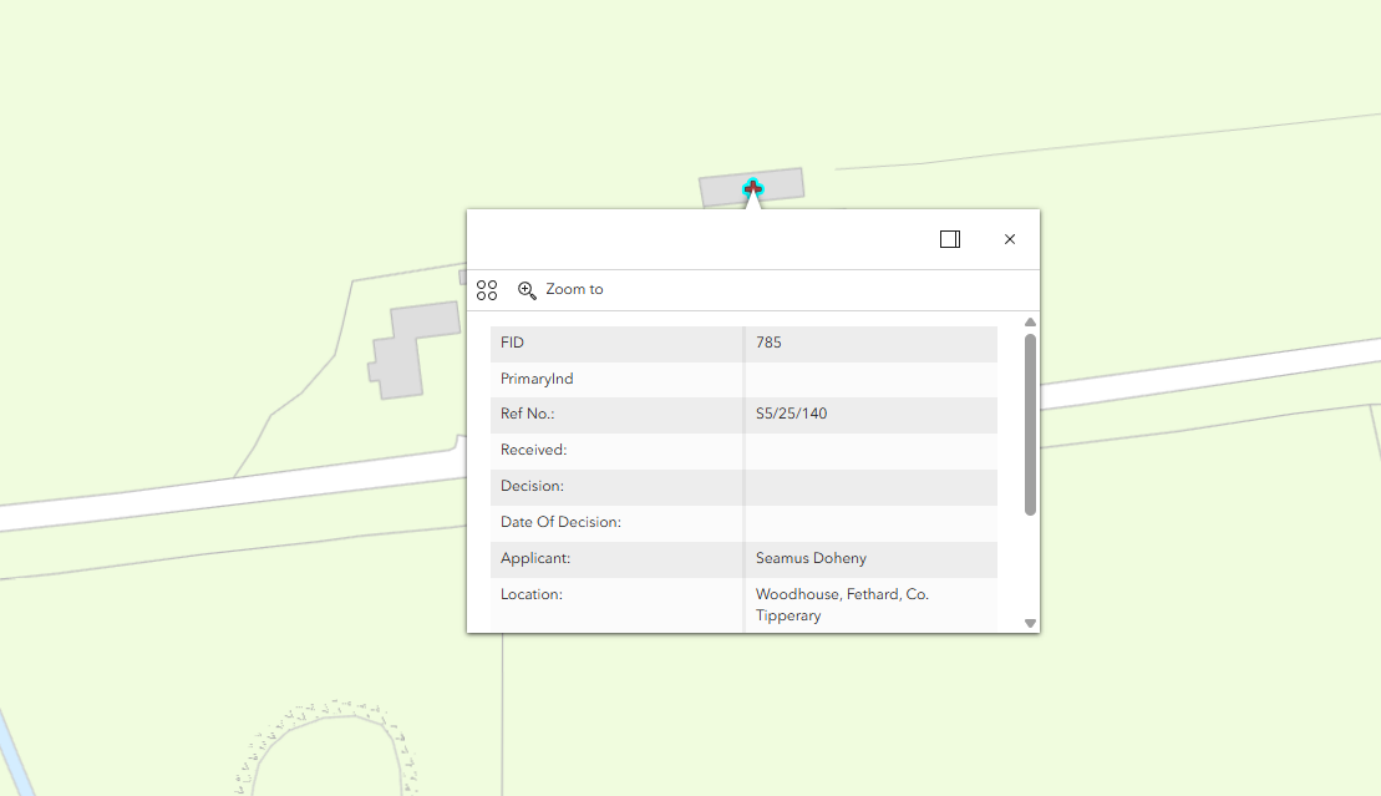 Zoom to
FID 785
PrimaryInd
Ref No.: S5/25/140
Received:
Decision:
Date Of Decision:
Applicant: Seamus Doheny
Location: Woodhouse, Fethard, Co.
Tipperary